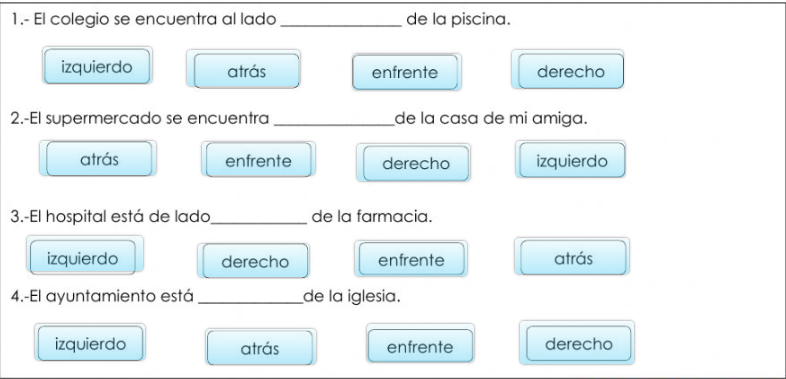 1.- El colegio se encuentra al lado _______________ de la piscina.
izquierdo atrás enfrente derecho
2.-El supermercado se encuentra _______________de la casa de mi amiga.
atrás enfrente derecho izquierdo
3.-El hospital está de lado____________ de la farmacia.
izquierdo derecho enfrente atrás
4.-El ayuntamiento está _____________de la iglesia.
izquierdo atrás enfrente derecho